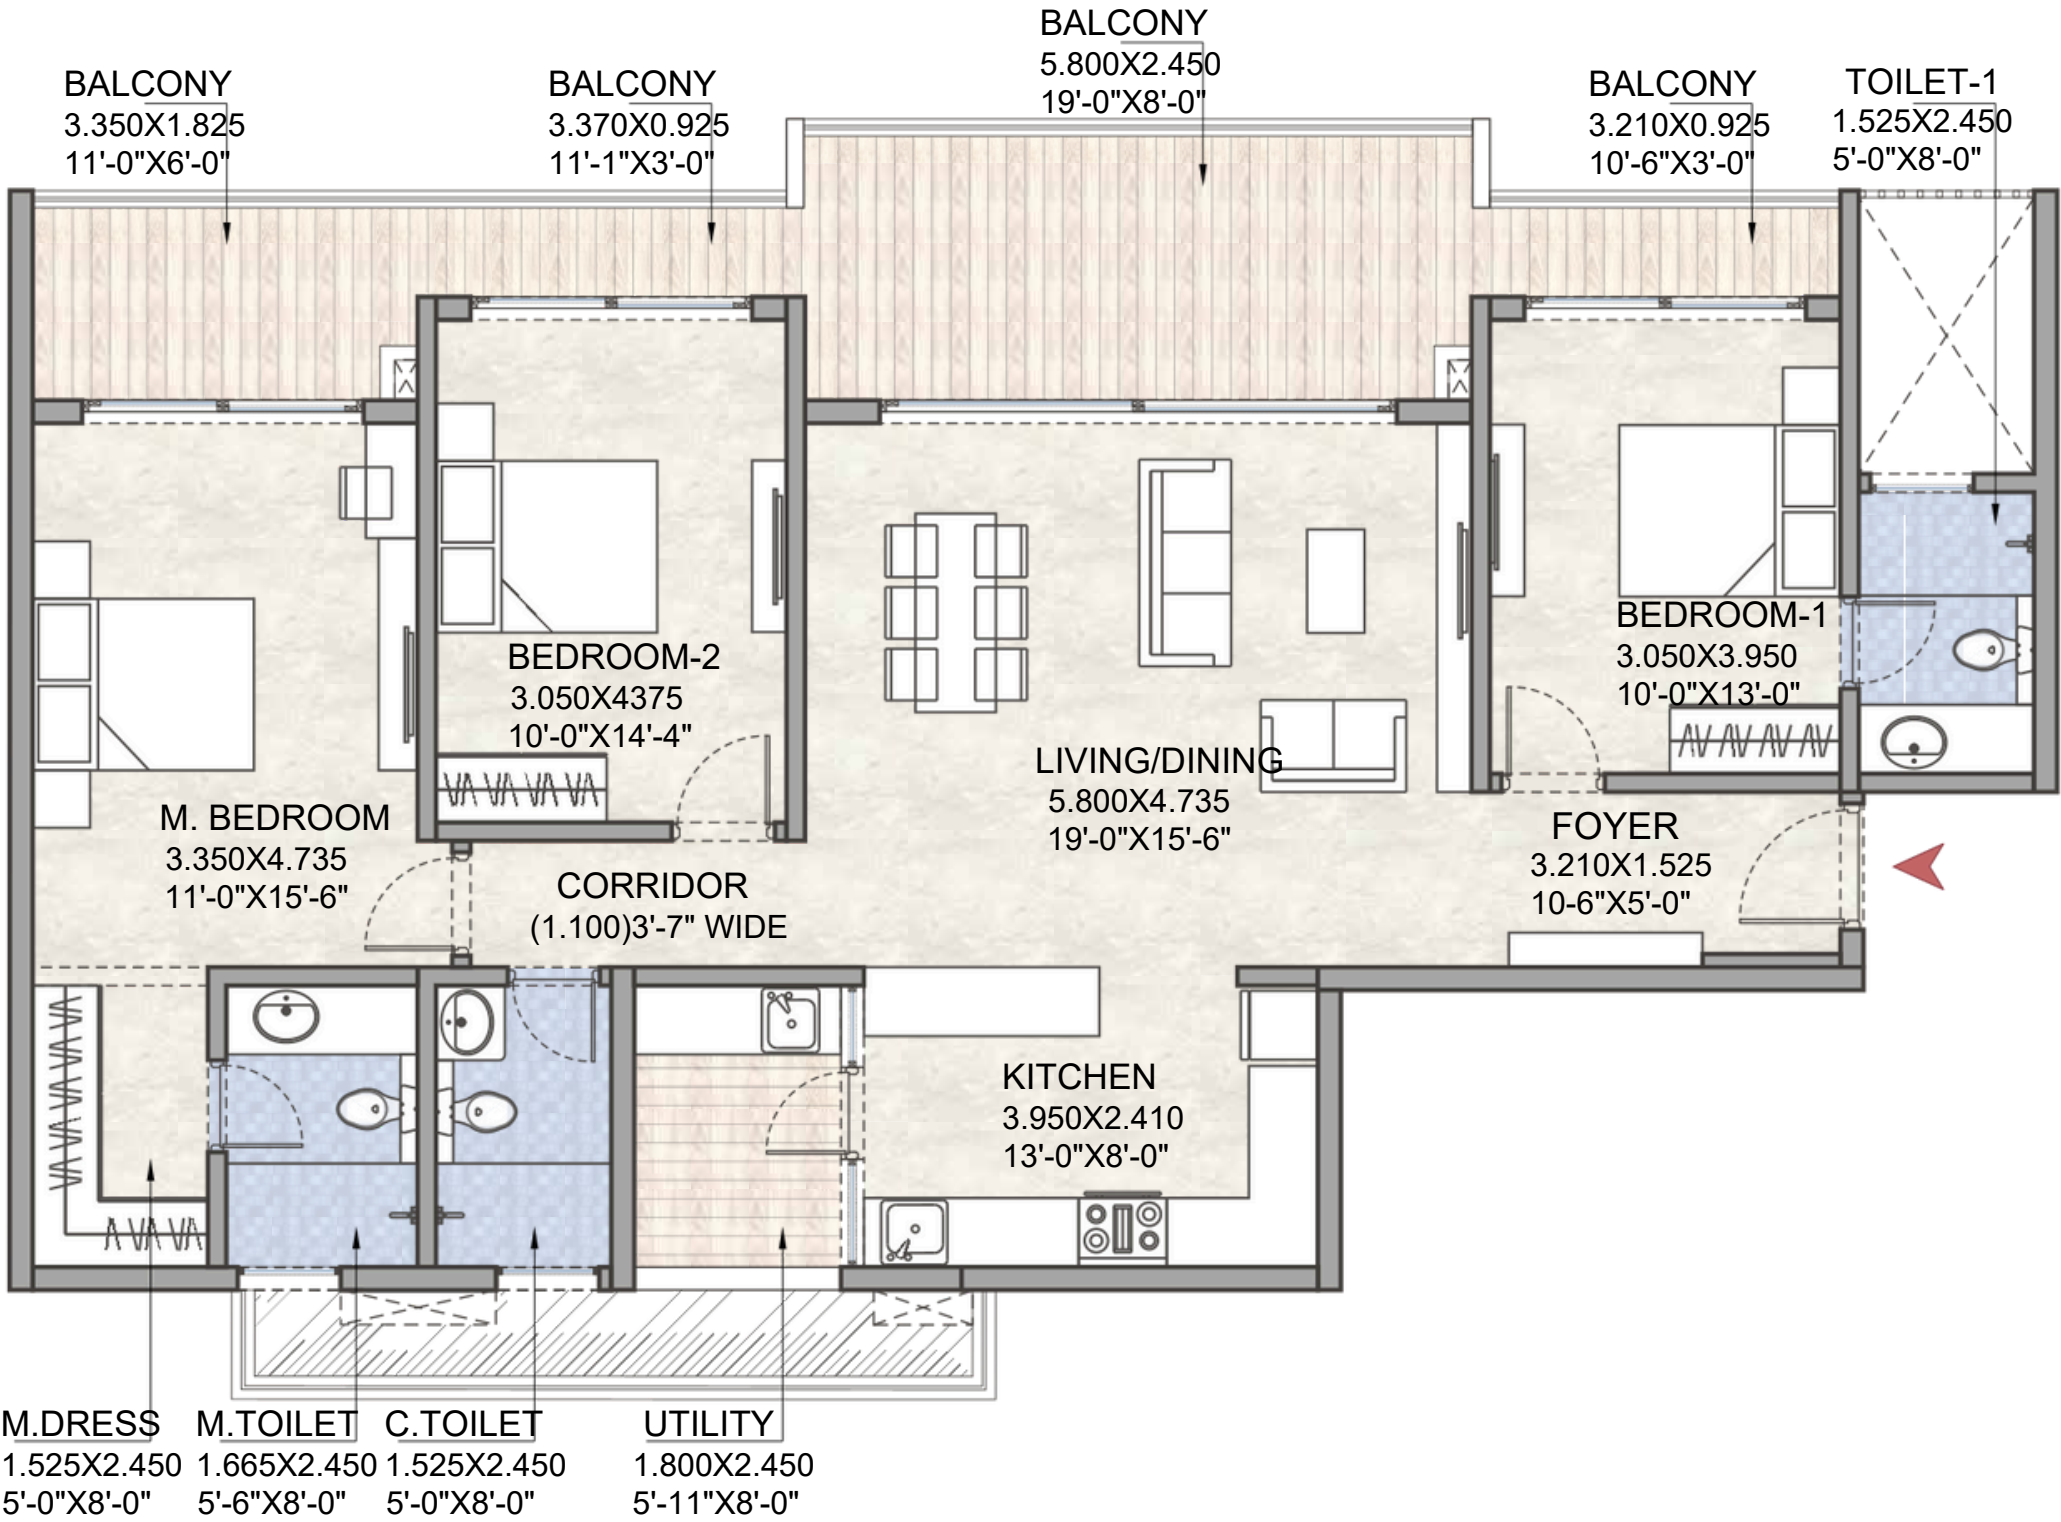 BALCONY
3.350X1.825
11'-0"X6'-0"
BALCONY
3.370X0.925
11'-1"X3'-0"
BALCONY
5.800X2.450
19'-0"X8'-0"
BALCONY
3.210X0.925
10'-6"X3'-0"
TOILET-1
1.525X2.450
5'-0"X8'-0"
BEDROOM-2
3.050X4375
10'-0"X14'-4"
BEDROOM-1
3.050X3.950
10'-0"X13'-0"
M. BEDROOM
3.350X4.735
11'-0"X15'-6"
LIVING/DINING
5.800X4.735
19'-0"X15'-6"
FOYER
3.210X1.525
10-6"X5'-0"
CORRIDOR
(1.100)3'-7" WIDE
KITCHEN
3.950X2.410
13'-0"X8'-0"
M.DRESS
1.525X2.450
5'-0"X8'-0"
M.TOILET
1.665X2.450
5'-6"X8'-0"
C.TOILET
1.525X2.450
5'-0"X8'-0"
UTILITY
1.800X2.450
5'-11"X8'-0"